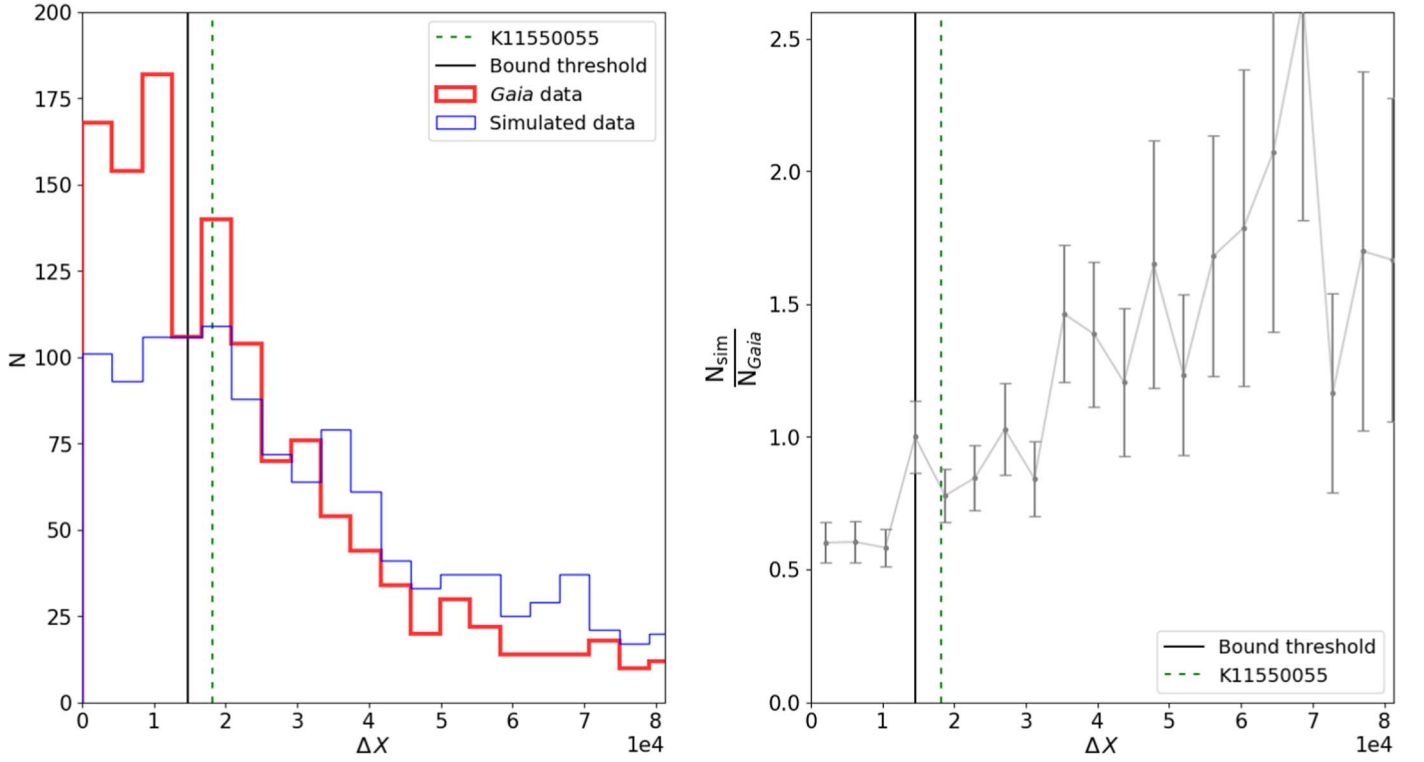 200
175
150
125
100
75
50
25
0
N
0 1 2 3 4 5 6 7 8
1e4
ΔX
K11550055
Bound threshold
Gaia data
Simulated data
2.5
2.0
1.5
1.0
0.5
0.0
N_sim
N_Gaia
0 1 2 3 4 5 6 7 8
1e4
ΔX
Bound threshold
K11550055